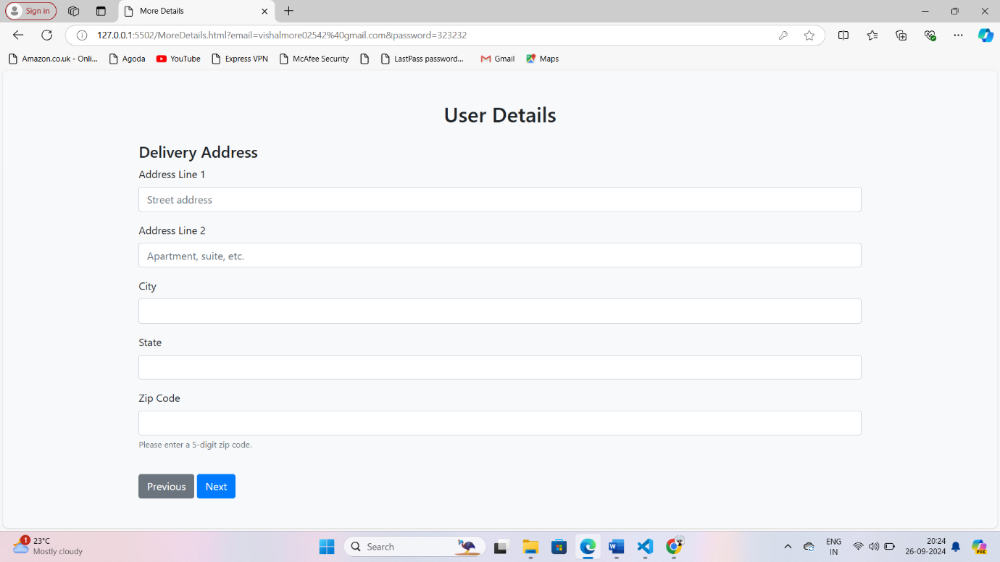 Sign in
More Details
127.0.0.1:5502/MoreDetails.html?email=vishalmore02542%40gmail.com&password=323232
Amazon.co.uk - Onli... Agoda YouTube Express VPN McAfee Security LastPass password... Gmail Maps
User Details
Delivery Address
Address Line 1
Street address
Address Line 2
Apartment, suite, etc.
City
State
Zip Code
Please enter a 5-digit zip code.
Previous Next
1 23°C
Mostly cloudy
Search
ENG
IN
20:24
26-09-2024
PRE